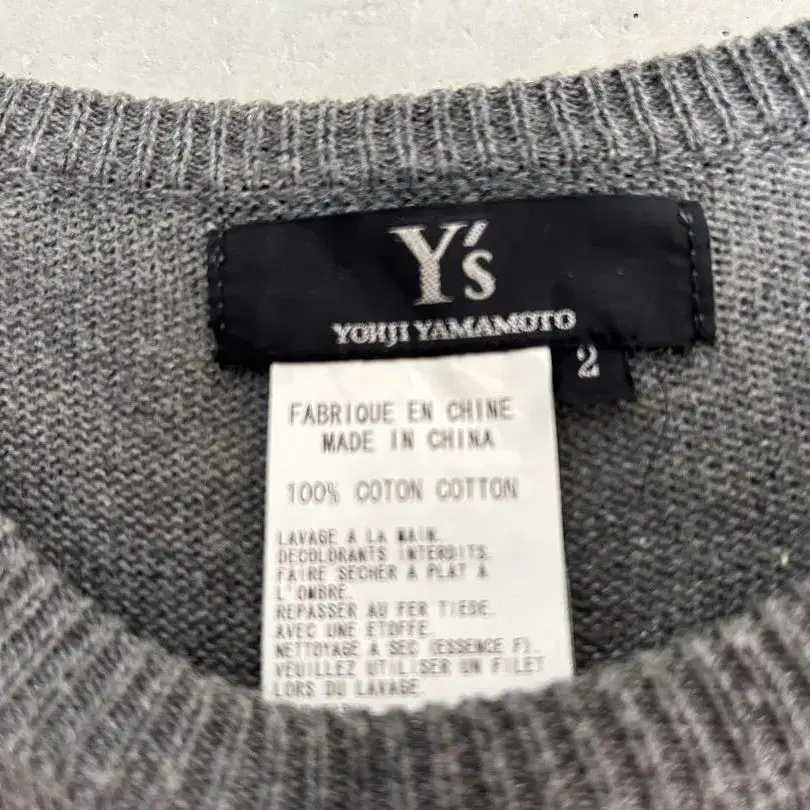 Y's
YOHJI YAMAMOTO
2
FABRIQUE EN CHINE
MADE IN CHINA
100% COTON COTTON
LAVAGE A LA MAIN.
DECOLORANTS INTERDITS.
FAIRE SECHER A PLAT A
L'OMBRE.
REPASSER AU FER TIEDE.
AVEC UNE ETOFFE.
NETTOYAGE A SEC (ESSENCE F).
VEUILLEZ UTILISER UN FILET
LORS DU LAVAGE.